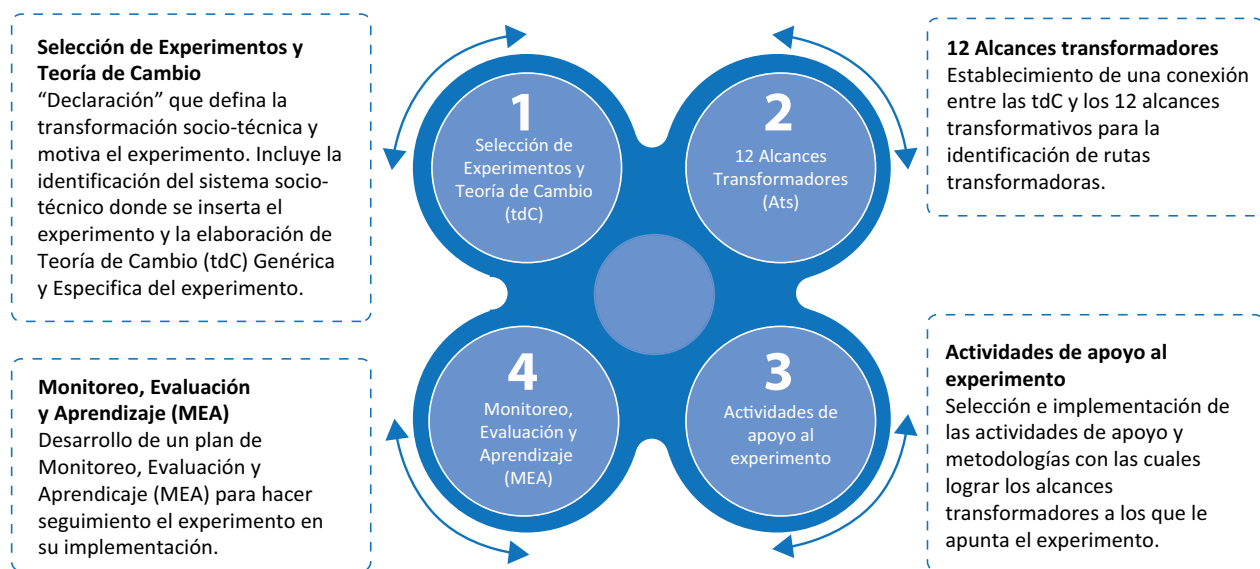 Selección de Experimentos y
Teoría de Cambio
“Declaración” que defina la
transformación socio-técnica y
motiva el experimento. Incluye la
identificación del sistema socio-
técnico donde se inserta el
experimento y la elaboración de
Teoría de Cambio (tdC) Genérica
y Especifica del experimento.
1
Selección de
Experimentos y
Teoría de Cambio
(tdC)
2
12 Alcances
Transformadores
(Ats)
12 Alcances transformadores
Establecimiento de una conexión
entre las tdC y los 12 alcances
transformativos para la
identificación de rutas
transformadoras.
Monitoreo, Evaluación
y Aprendizaje (MEA)
Desarrollo de un plan de
Monitoreo, Evaluación y
Aprendicaje (MEA) para hacer
seguimiento el experimento en
su implementación.
4
Monitoreo,
Evaluación y
Aprendizaje
(MEA)
3
Actividades de
apoyo al
experimento
Actividades de apoyo al
experimento
Selección e implementación de
las actividades de apoyo y
metodologías con las cuales
lograr los alcances
transformadores a los que le
apunta el experimento.